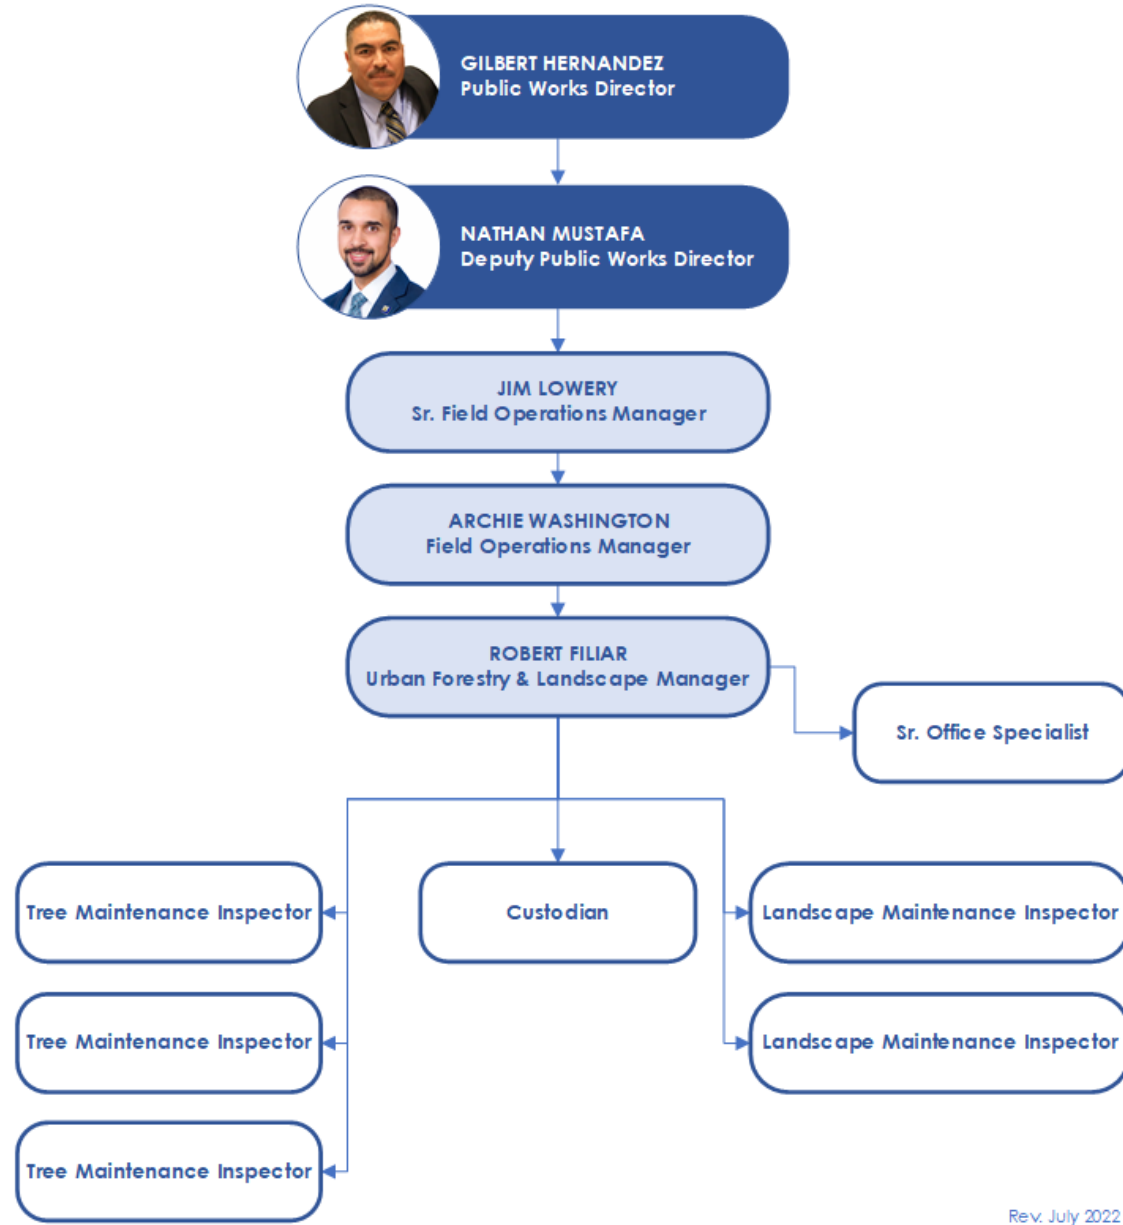 GILBERT HERNANDEZ
Public Works Director
NATHAN MUSTAFA
Deputy Public Works Director
JIM LOWERY
Sr. Field Operations Manager
ARCHIE WASHINGTON
Field Operations Manager
ROBERT FILIAR
Urban Forestry & Landscape Manager
Sr. Office Specialist
Tree Maintenance Inspector
Custodian
Landscape Maintenance Inspector
Tree Maintenance Inspector
Landscape Maintenance Inspector
Tree Maintenance Inspector
Rev. July 2022